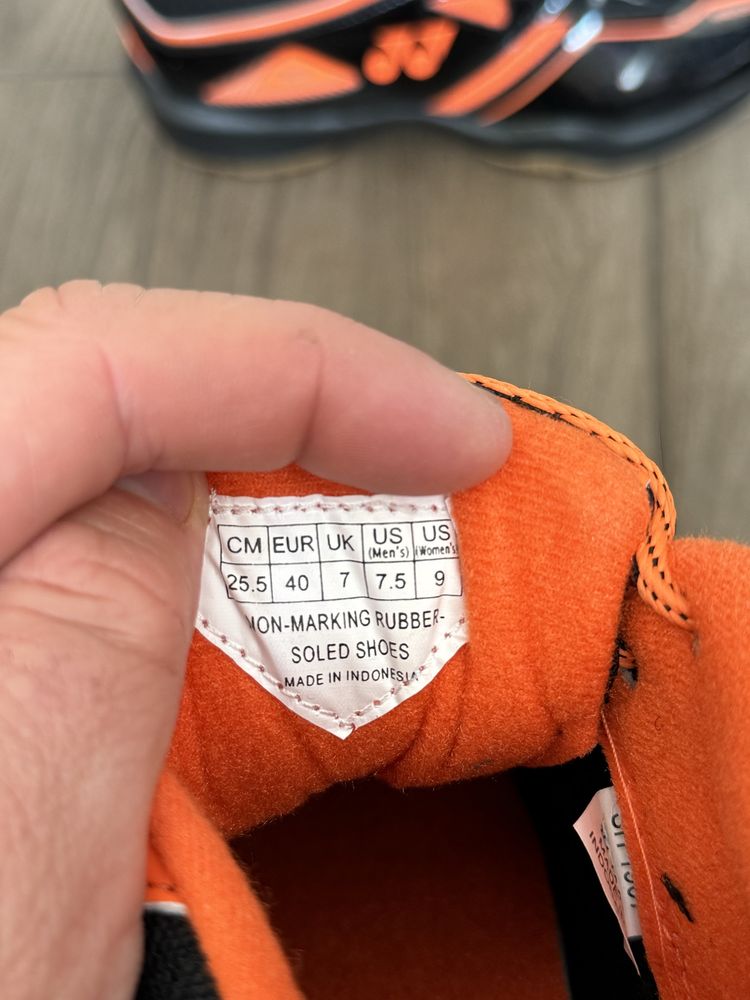 CM EUR UK US (Men's) US (Women's)
25.5 40 7 7.5 9
NON-MARKING RUBBER-
SOLED SHOES
MADE IN INDONESIA